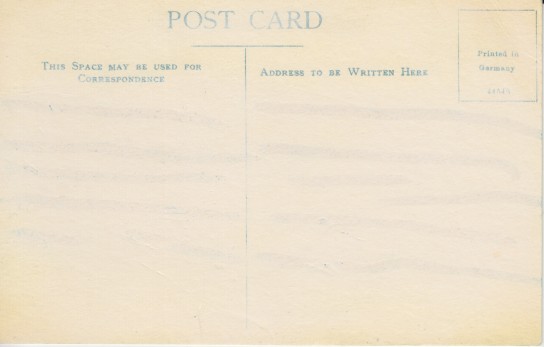 POST CARD
THIS SPACE MAY BE USED FOR
CORRESPONDENCE
ADDRESS TO BE WRITTEN HERE
Printed in
Germany